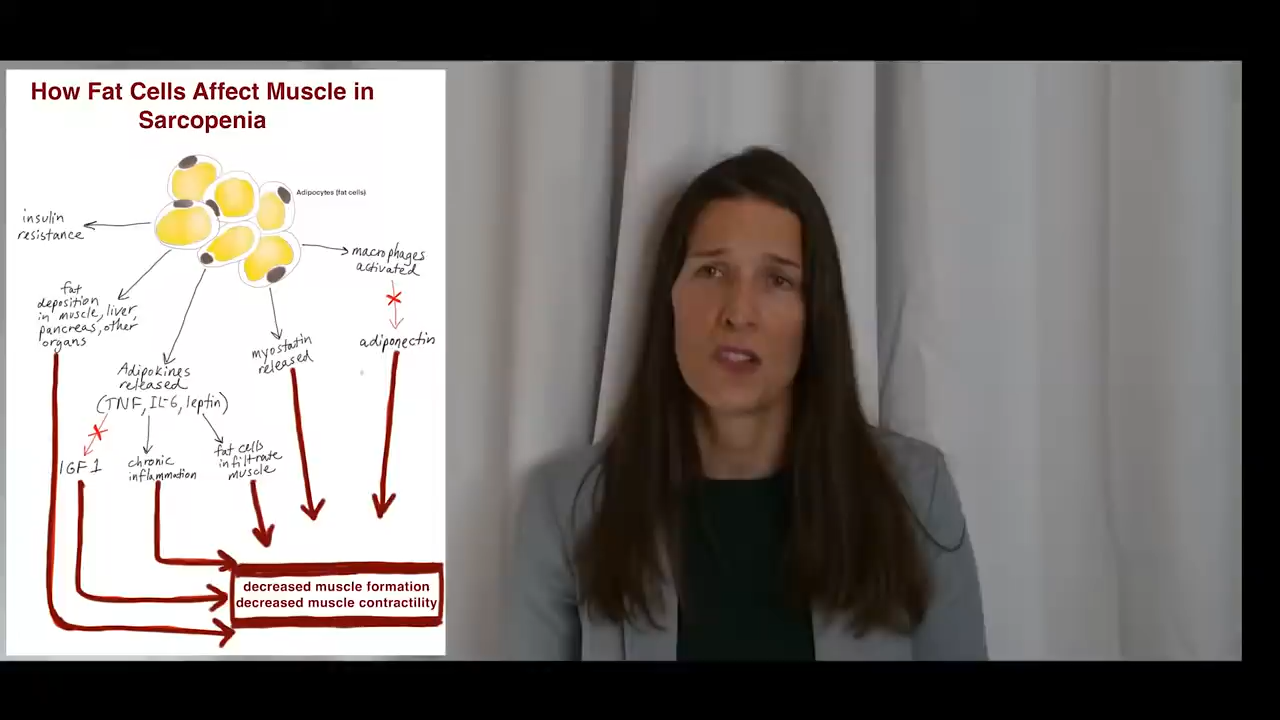 How Fat Cells Affect Muscle in
Sarcopenia
Adipocytes (fat cells)
insulin
resistance
macrophages
activated
fat
deposition
in muscle, liver,
pancreas, other
organs
adiponectin
myostatin
released
Adipokines
released
(TNF, IL-6, leptin)
IGF1
chronic
inflammation
fat cells
infiltrate
muscle
decreased muscle formation
decreased muscle contractility